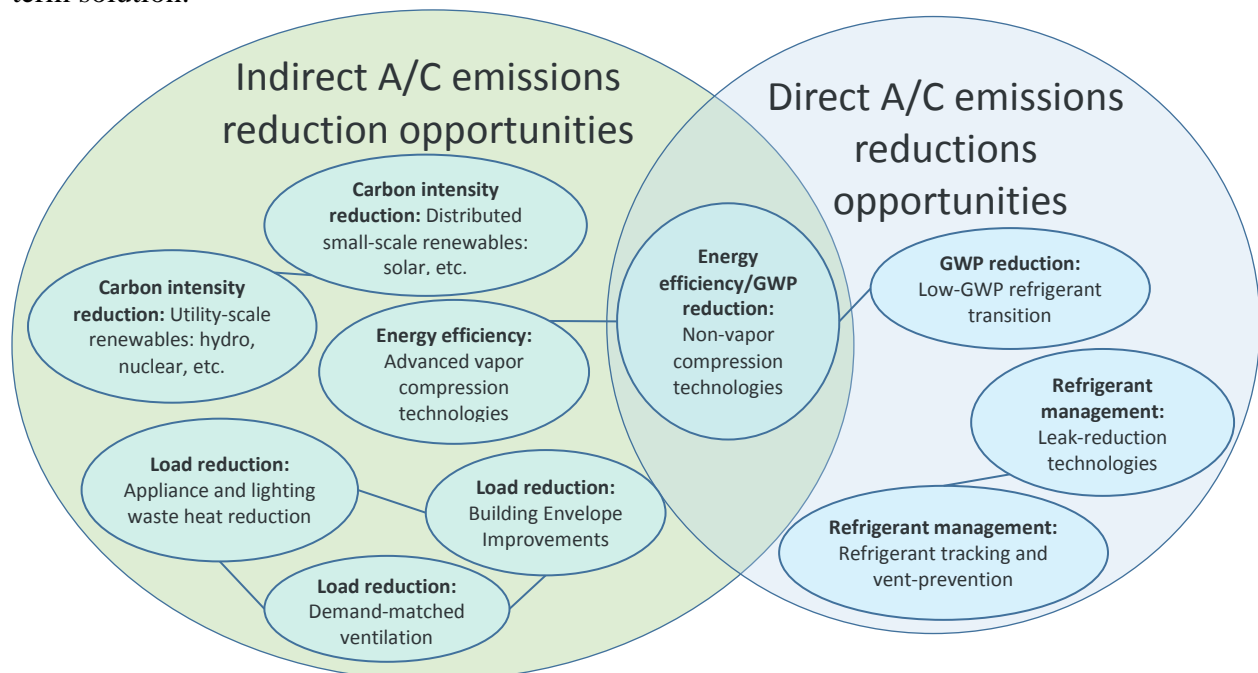 term solution.
Indirect A/C emissions
reduction opportunities
Direct A/C emissions
reductions
opportunities
Carbon intensity
reduction: Distributed
small-scale renewables:
solar, etc.
Carbon intensity
reduction: Utility-scale
renewables: hydro,
nuclear, etc.
Energy efficiency:
Advanced vapor
compression
technologies
Energy
efficiency/GWP
reduction:
Non-vapor
compression
technologies
GWP reduction:
Low-GWP refrigerant
transition
Refrigerant
management:
Leak-reduction
technologies
Load reduction:
Appliance and lighting
waste heat reduction
Load reduction:
Building Envelope
Improvements
Refrigerant management:
Refrigerant tracking and
vent-prevention
Load reduction:
Demand-matched
ventilation